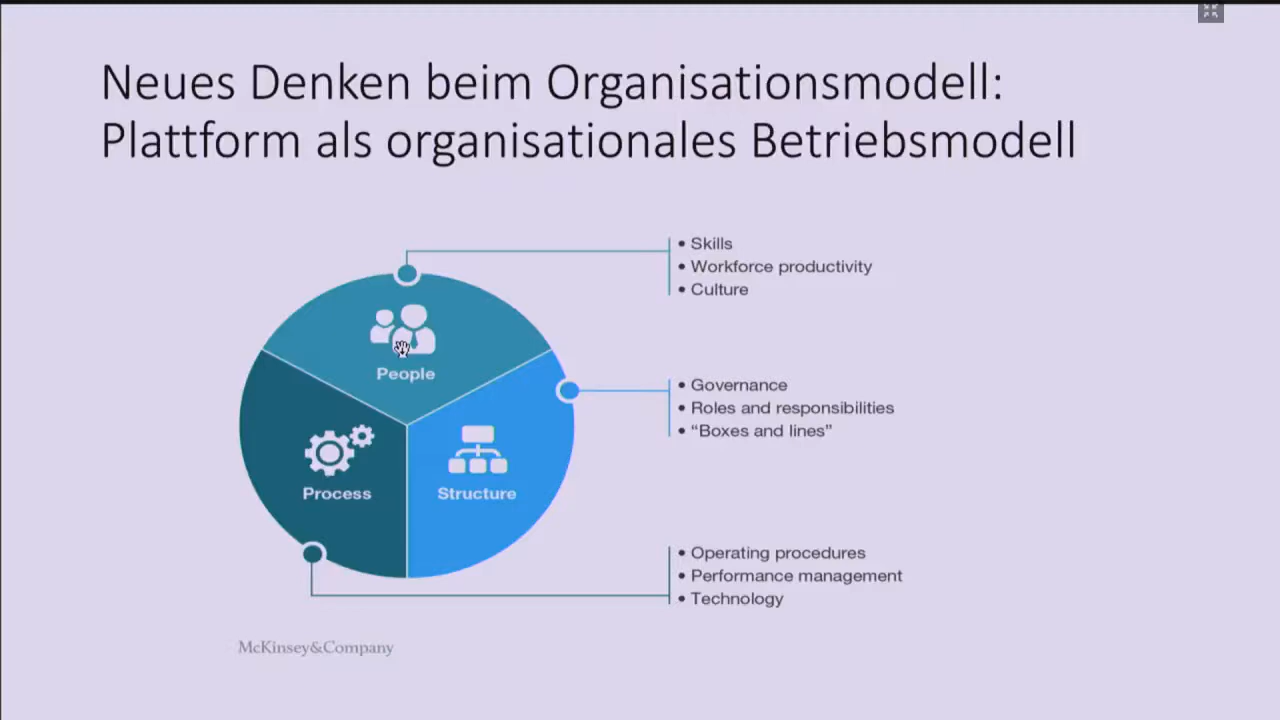 Neues Denken beim Organisationsmodell:
Plattform als organisationales Betriebsmodell
• Skills
• Workforce productivity
• Culture
People
• Governance
• Roles and responsibilities
• “Boxes and lines”
Process
Structure
• Operating procedures
• Performance management
• Technology
McKinsey&Company